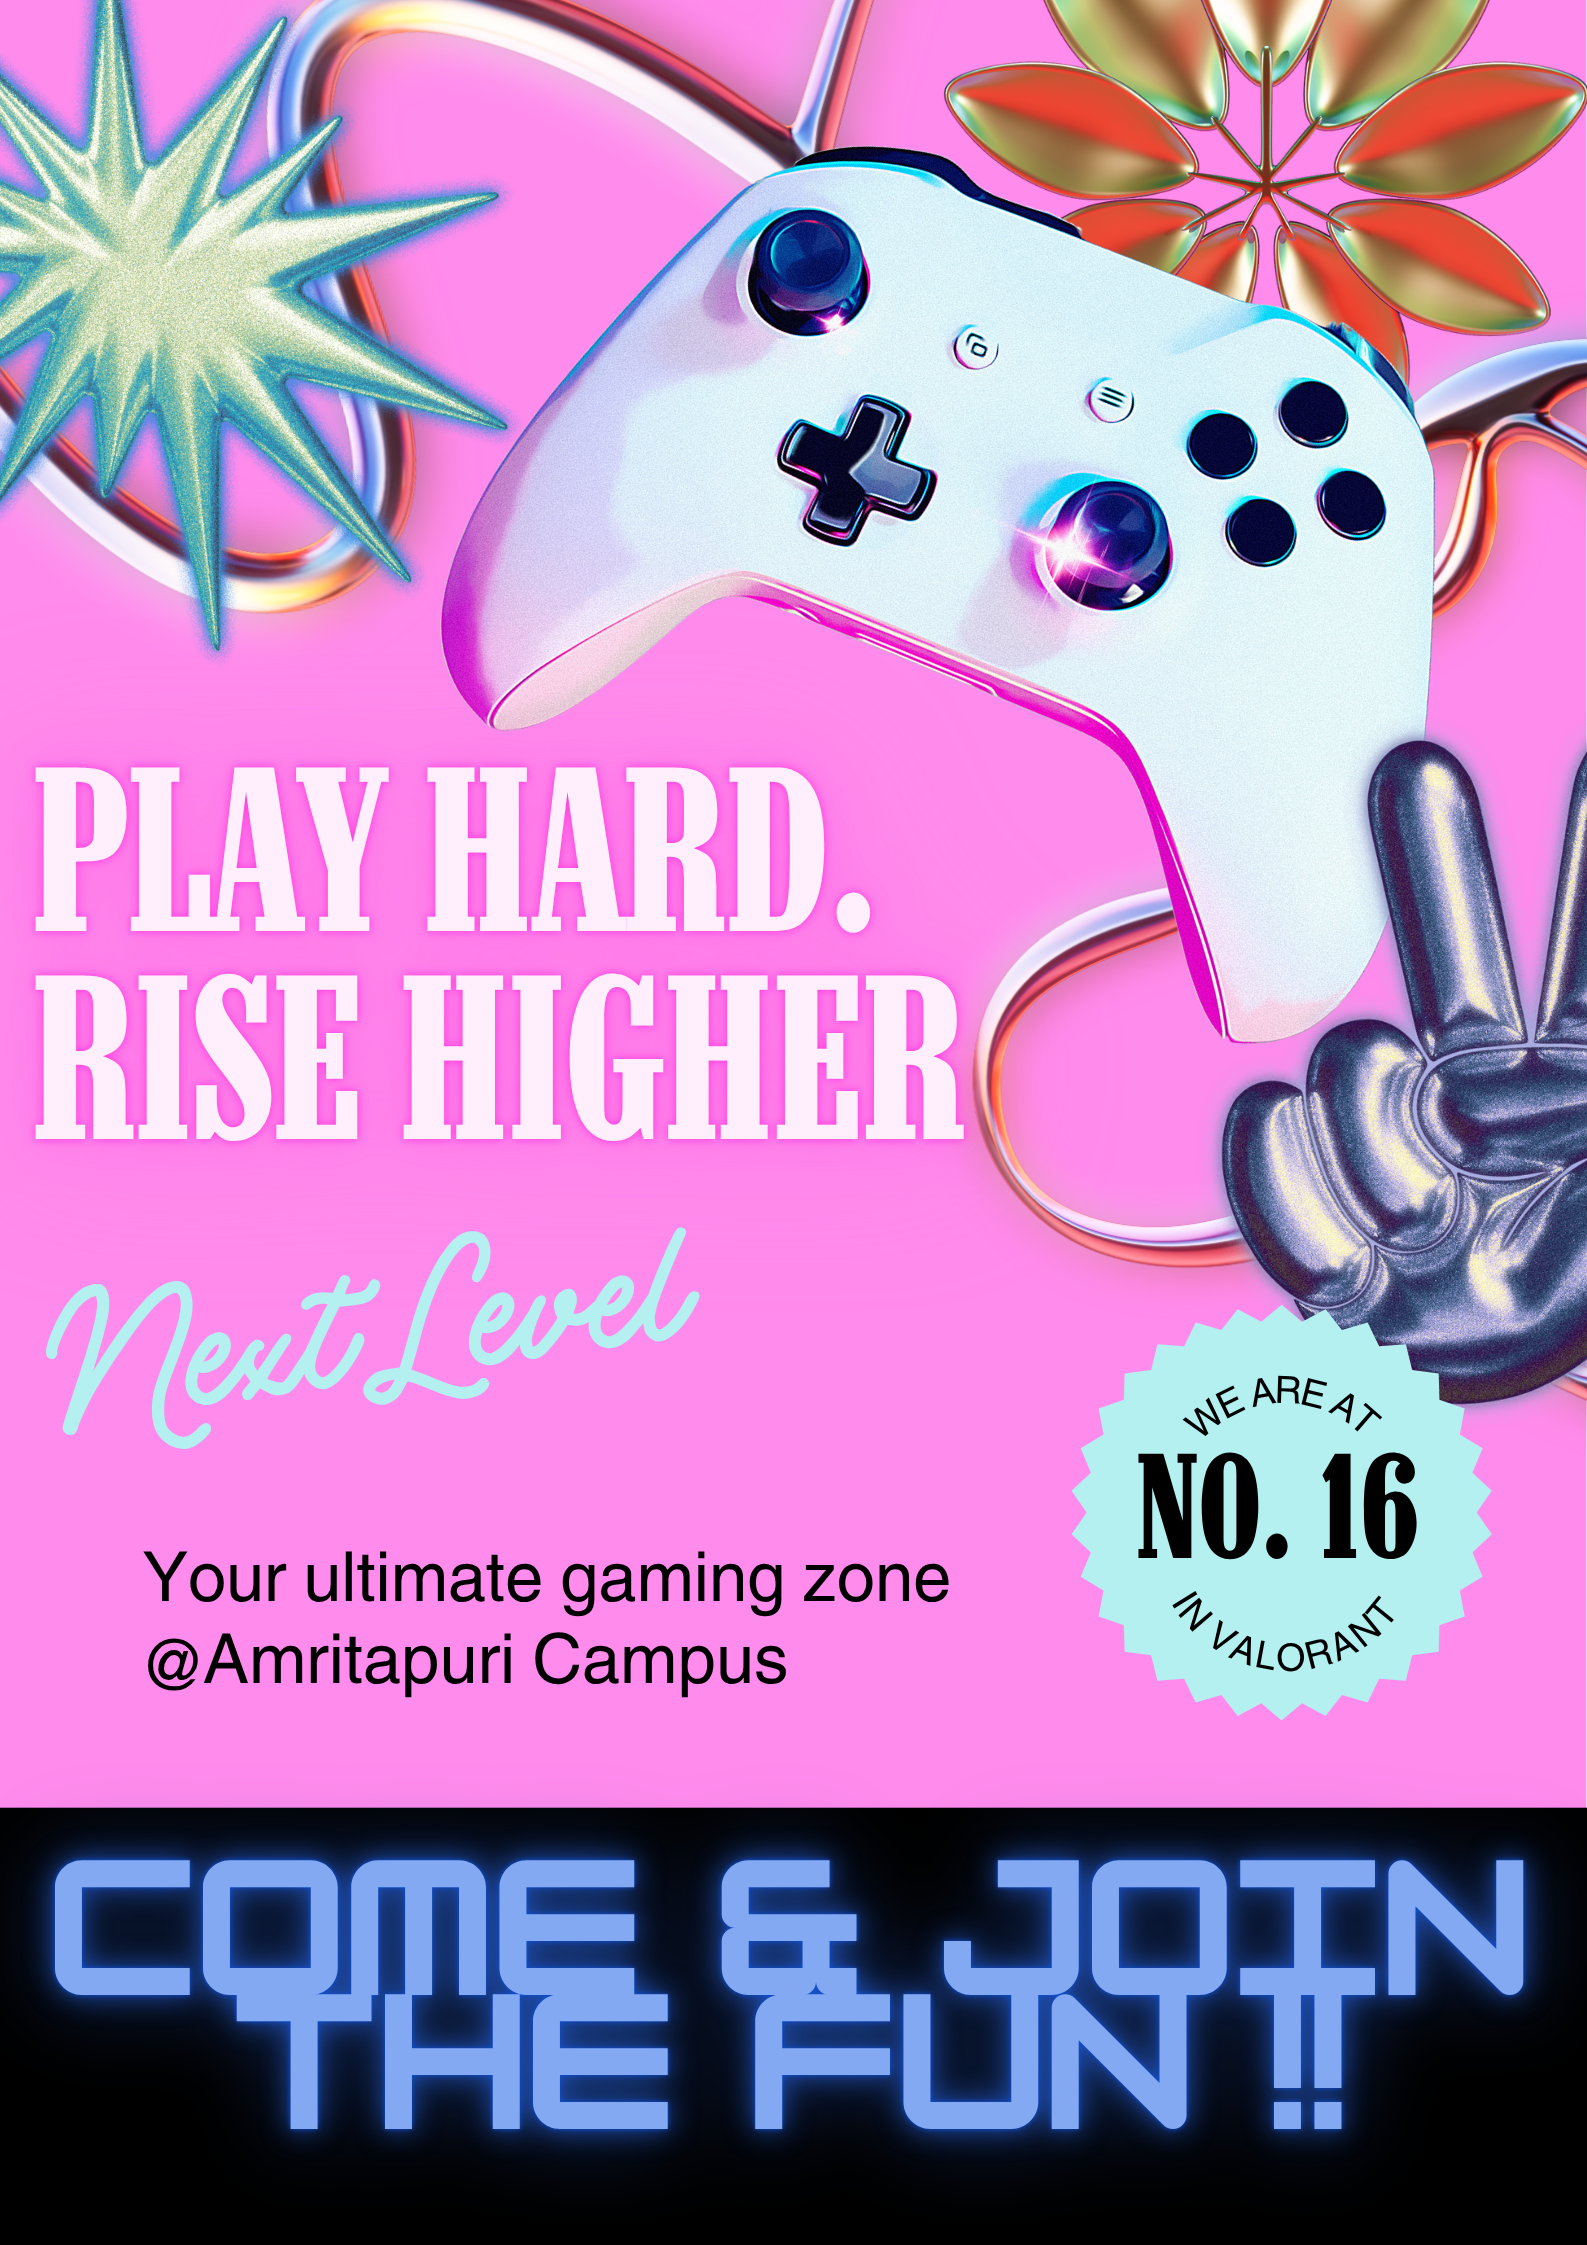 PLAY HARD.
RISE HIGHER
Next Level
WE ARE AT
NO. 16
IN VALORANT
Your ultimate gaming zone
@Amritapuri Campus
COME & JOIN
THE FUN !!